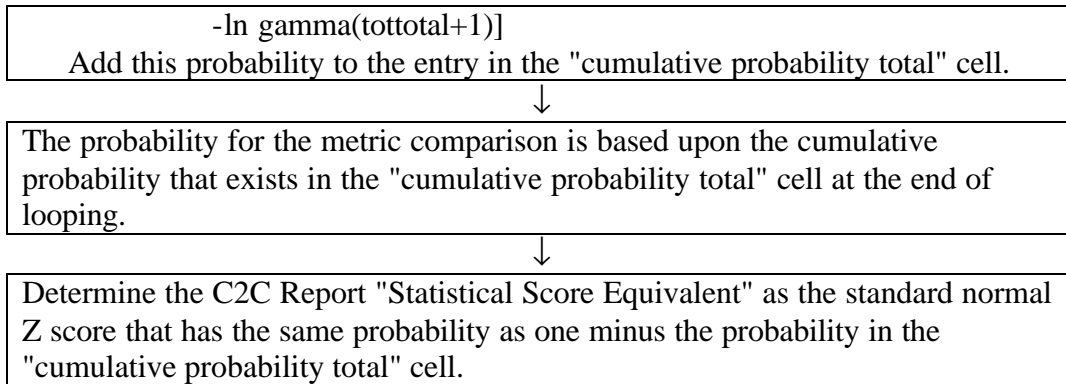 -ln gamma(tottotal+1)]
Add this probability to the entry in the "cumulative probability total" cell.
↓
The probability for the metric comparison is based upon the cumulative
probability that exists in the "cumulative probability total" cell at the end of
looping.
↓
Determine the C2C Report "Statistical Score Equivalent" as the standard normal
Z score that has the same probability as one minus the probability in the
"cumulative probability total" cell.